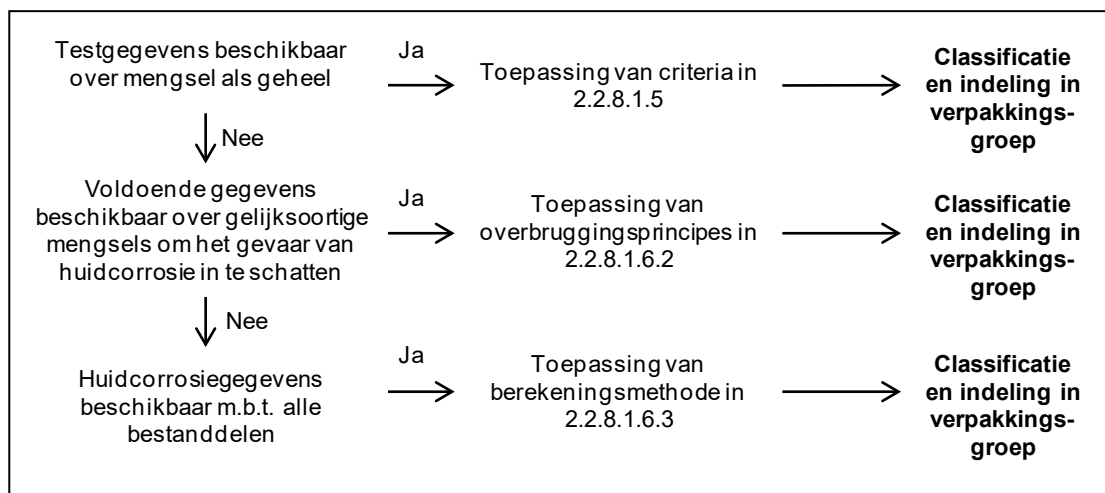 Testgegevens beschikbaar
over mengsel als geheel
Ja
Toepassing van criteria in
2.2.8.1.5
Classificatie
en indeling in
verpakkings-
groep
Nee
Voldoende gegevens
beschikbaar over gelijksoortige
mengsels om het gevaar van
huidcorrosie in te schatten
Ja
Toepassing van
overbruggingsprincipes in
2.2.8.1.6.2
Classificatie
en indeling in
verpakkings-
groep
Nee
Huidcorrosiegegevens
beschikbaar m.b.t. alle
bestanddelen
Ja
Toepassing van
berekeningsmethode in
2.2.8.1.6.3
Classificatie
en indeling in
verpakkings-
groep